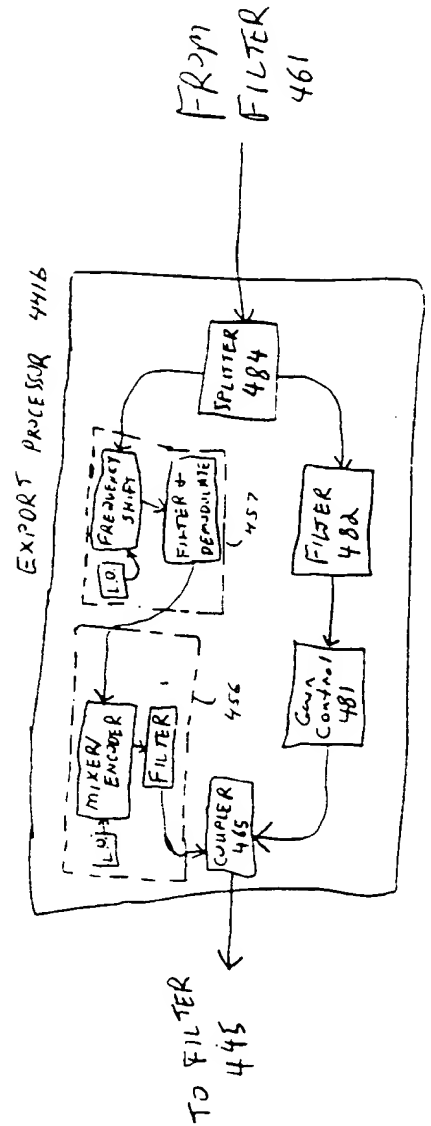 EXPORT PROCESSOR 441b
FROM
FILTER
461
SPLITTER
484
FREQUENCY
SHIFT
L.O.
FILTER +
DEMODULATE
457
MIXER/
ENCODER
L.O.
FILTER
456
FILTER
482
Gain
Control
481
COUPLER
465
TO FILTER
445